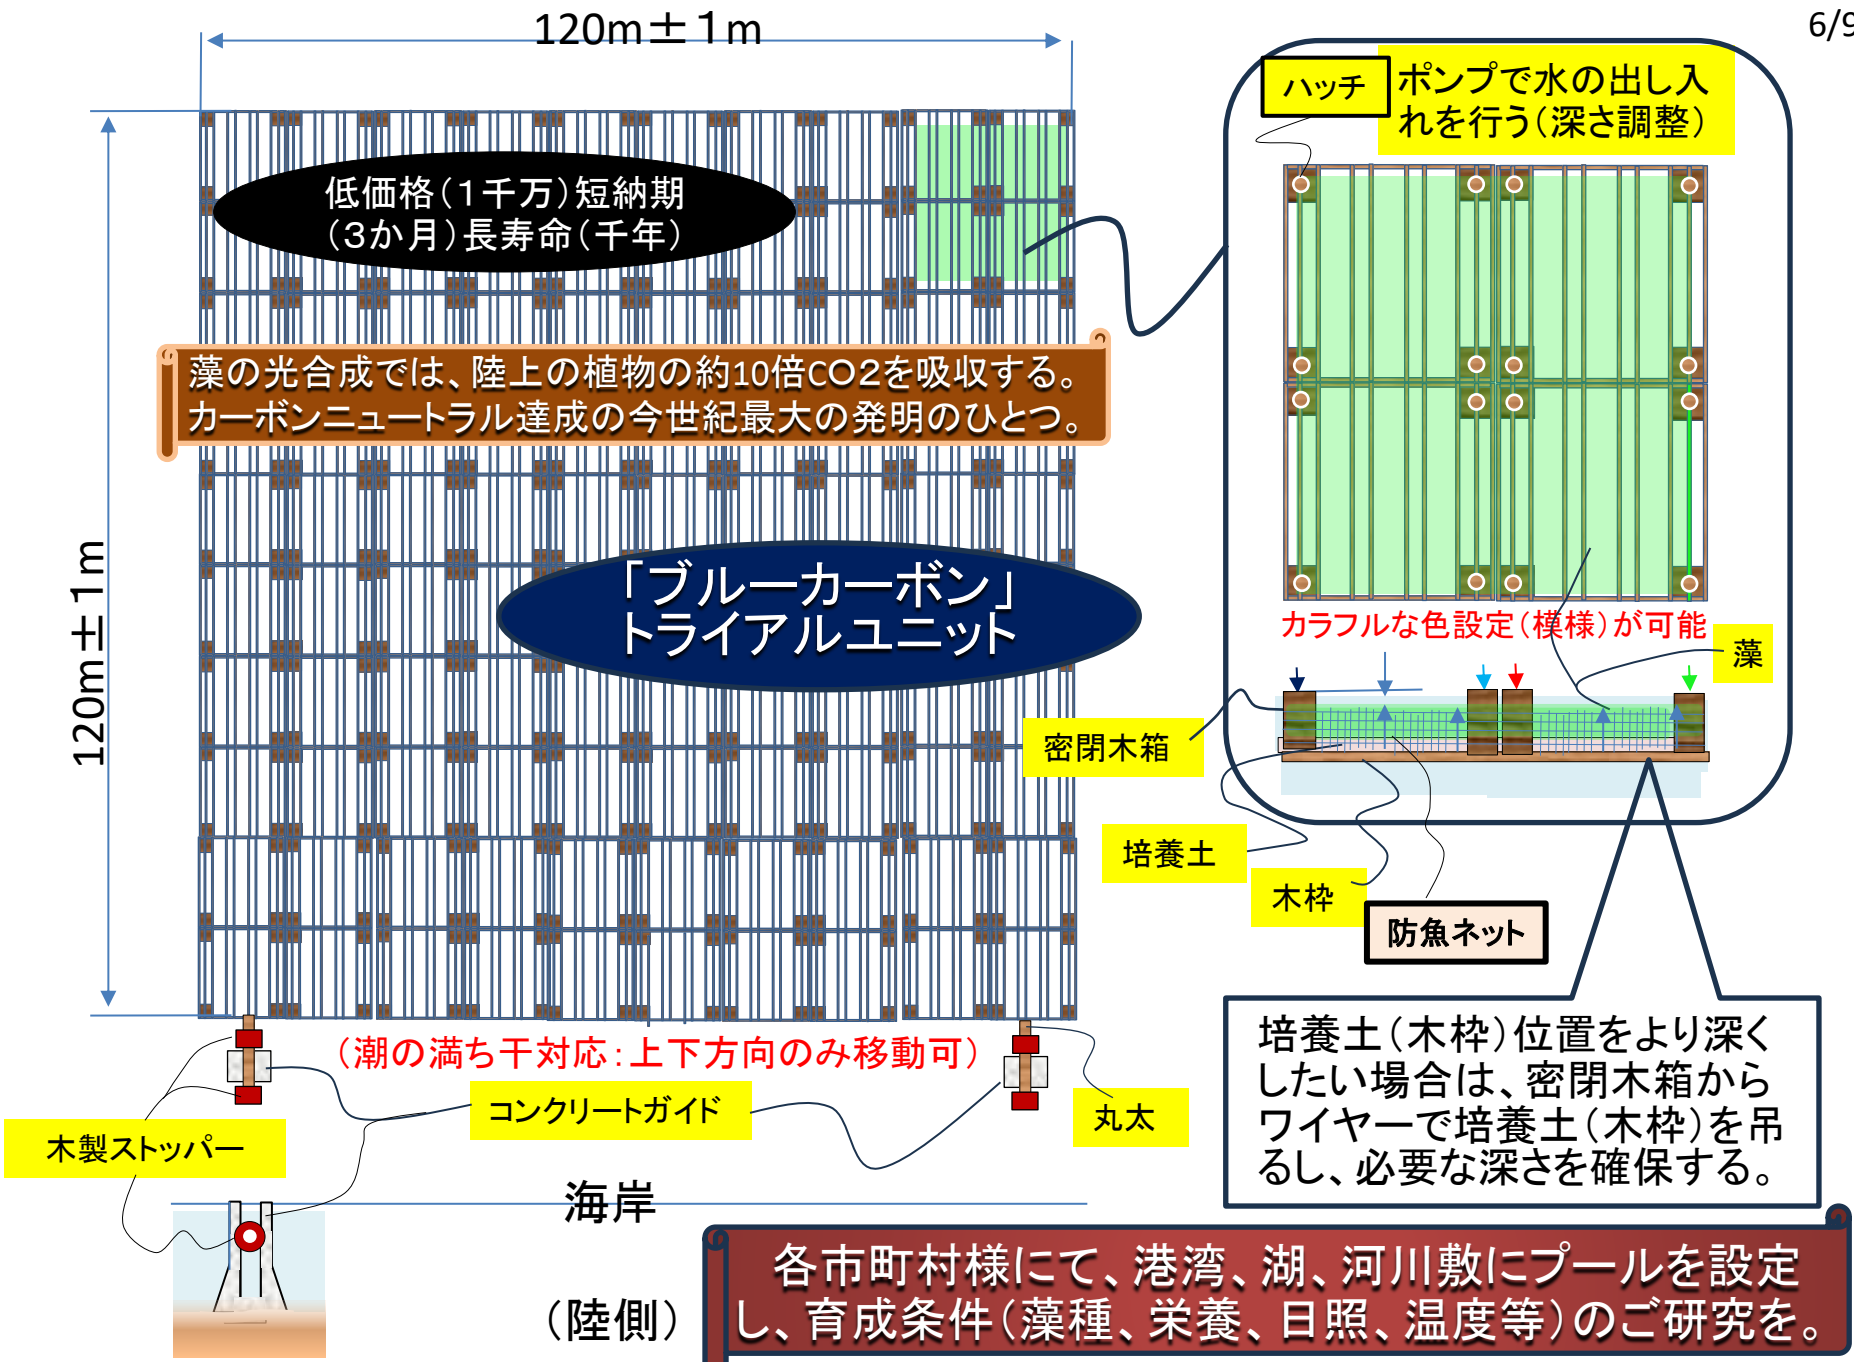 120m±１m
6/9
ハッチ
ポンプで水の出し入
れを行う(深さ調整)
低価格(1千万)短納期
(3か月)長寿命(千年)
藻の光合成では、陸上の植物の約10倍CO2を吸収する。
カーボンニュートラル達成の今世紀最大の発明のひとつ。
120m±１m
「ブルーカーボン」
トライアルユニット
カラフルな色設定(模様)が可能
藻
密閉木箱
培養土
木枠
防魚ネット
培養土(木枠)位置をより深く
したい場合は、密閉木箱から
ワイヤーで培養土(木枠)を吊
るし、必要な深さを確保する。
(潮の満ち干対応:上下方向のみ移動可)
コンクリートガイド
丸太
木製ストッパー
海岸
(陸側)
各市町村様にて、港湾、湖、河川敷にプールを設定
し、育成条件(藻種、栄養、日照、温度等)のご研究を。